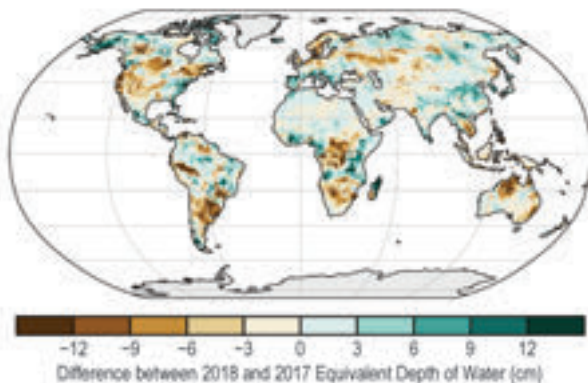 −12 −9 −6 −3 0 3 6 9 12
Difference between 2018 and 2017 Equivalent Depth of Water (cm)